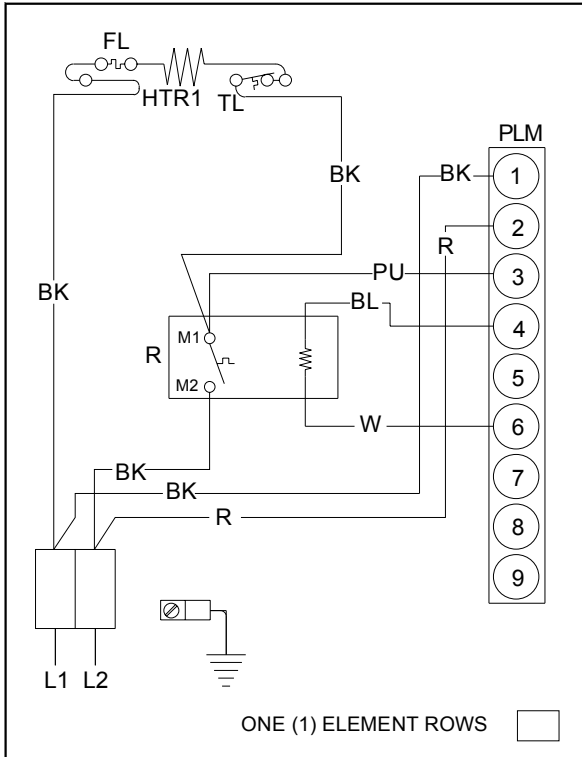 FL
HTR1
TL
PLM
BK
BK
1
R
2
BK
PU
3
BL
4
R
M1
M2
5
W
6
BK
7
BK
R
8
9
L1 L2
ONE (1) ELEMENT ROWS